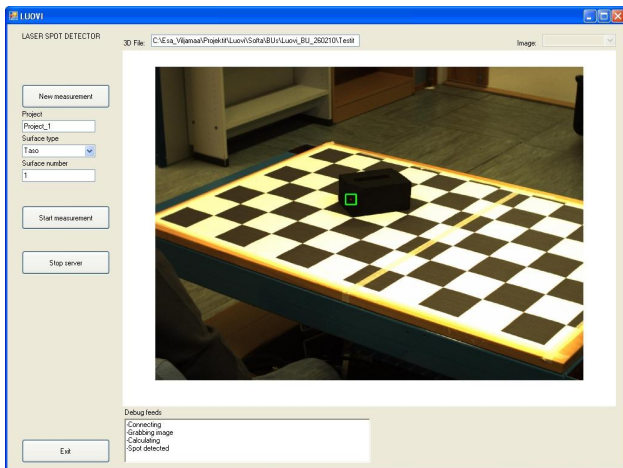 LUOVI
LASER SPOT DETECTOR
3D File:
C:\Esa_Viljamaa\Projektit\Luovi\Softa\BUs\Luovi_BU_260210\Testit
Image:
New measurement
Project
Project_1
Surface type
Taso
Surface number
1
Start measurement
Stop server
Debug feeds
-Connecting
-Grabbing image
-Calculating
-Spot detected
Exit